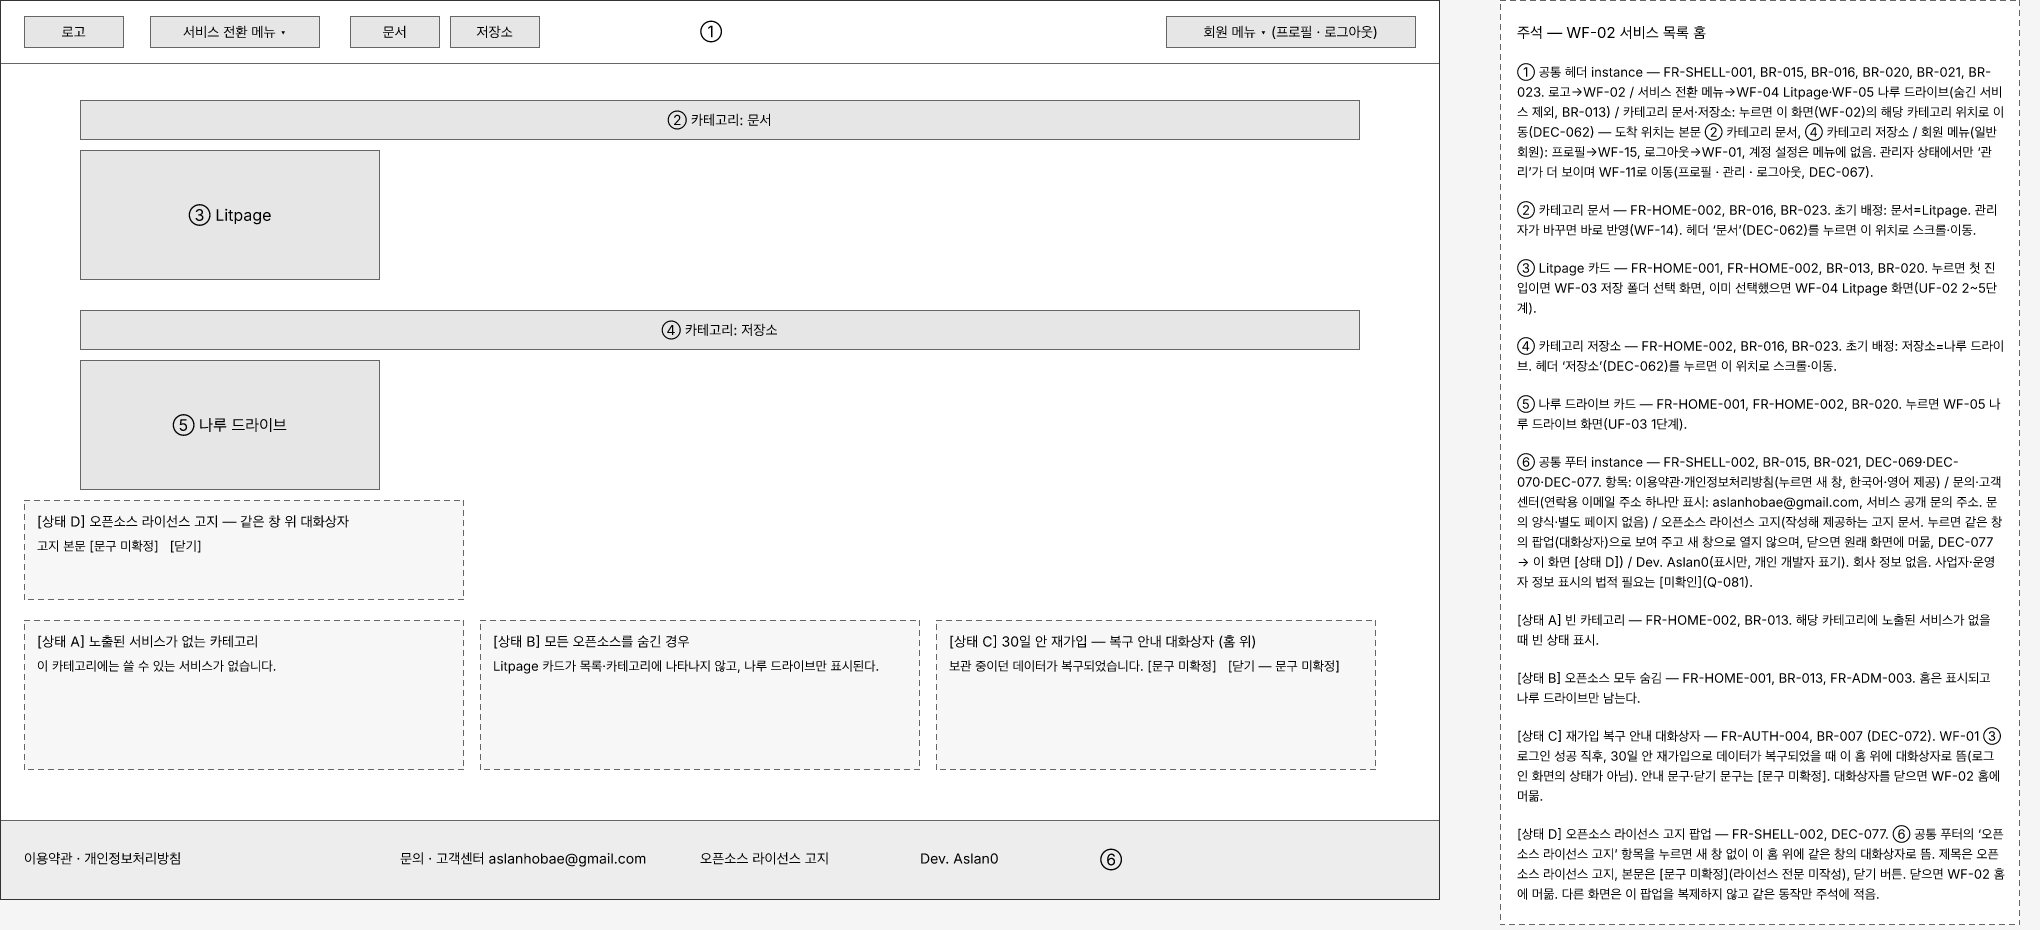 로고
서비스 전환 메뉴 ▾
문서
저장소
①
회원 메뉴 ▾ (프로필 · 로그아웃)
② 카테고리: 문서
③ Litpage
④ 카테고리: 저장소
⑤ 나루 드라이브
[상태 D] 오픈소스 라이선스 고지 — 같은 창 위 대화상자
고지 본문 [문구 미확정] [닫기]
[상태 A] 노출된 서비스가 없는 카테고리
이 카테고리에는 쓸 수 있는 서비스가 없습니다.
[상태 B] 모든 오픈소스를 숨긴 경우
Litpage 카드가 목록·카테고리에 나타나지 않고, 나루 드라이브만 표시된다.
[상태 C] 30일 안 재가입 — 복구 안내 대화상자 (홈 위)
보관 중이던 데이터가 복구되었습니다. [문구 미확정] [닫기 — 문구 미확정]
이용약관 · 개인정보처리방침
문의 · 고객센터 aslanhobae@gmail.com
오픈소스 라이선스 고지
Dev. Aslan0
⑥
주석 — WF-02 서비스 목록 홈
① 공통 헤더 instance — FR-SHELL-001, BR-015, BR-016, BR-020, BR-021, BR-
023. 로고→WF-02 / 서비스 전환 메뉴→WF-04 Litpage·WF-05 나루 드라이브(숨긴 서비
스 제외, BR-013) / 카테고리 문서·저장소: 누르면 이 화면(WF-02)의 해당 카테고리 위치로 이
동(DEC-062) — 도착 위치는 본문 ② 카테고리 문서, ④ 카테고리 저장소 / 회원 메뉴(일반
회원): 프로필→WF-15, 로그아웃→WF-01, 계정 설정은 메뉴에 없음. 관리자 상태에서만 ‘관
리’가 더 보이며 WF-11로 이동(프로필 · 관리 · 로그아웃, DEC-067).
② 카테고리 문서 — FR-HOME-002, BR-016, BR-023. 초기 배정: 문서=Litpage. 관리
자가 바꾸면 바로 반영(WF-14). 헤더 ‘문서’(DEC-062)를 누르면 이 위치로 스크롤·이동.
③ Litpage 카드 — FR-HOME-001, FR-HOME-002, BR-013, BR-020. 누르면 첫 진
입이면 WF-03 저장 폴더 선택 화면, 이미 선택했으면 WF-04 Litpage 화면(UF-02 2~5단
계).
④ 카테고리 저장소 — FR-HOME-002, BR-016, BR-023. 초기 배정: 저장소=나루 드라이
브. 헤더 ‘저장소’(DEC-062)를 누르면 이 위치로 스크롤·이동.
⑤ 나루 드라이브 카드 — FR-HOME-001, FR-HOME-002, BR-020. 누르면 WF-05 나
루 드라이브 화면(UF-03 1단계).
⑥ 공통 푸터 instance — FR-SHELL-002, BR-015, BR-021, DEC-069·DEC-
070·DEC-077. 항목: 이용약관·개인정보처리방침(누르면 새 창, 한국어·영어 제공) / 문의·고객
센터(연락용 이메일 주소 하나만 표시: aslanhobae@gmail.com, 서비스 공개 문의 주소. 문
의 양식·별도 페이지 없음) / 오픈소스 라이선스 고지(작성해 제공하는 고지 문서. 누르면 같은 창
의 팝업(대화상자)으로 보여 주고 새 창으로 열지 않으며, 닫으면 원래 화면에 머묾, DEC-077
→ 이 화면 [상태 D]) / Dev. Aslan0(표시만, 개인 개발자 표기). 회사 정보 없음. 사업자·운영
자 정보 표시의 법적 필요는 [미확인](Q-081).
[상태 A] 빈 카테고리 — FR-HOME-002, BR-013. 해당 카테고리에 노출된 서비스가 없을
때 빈 상태 표시.
[상태 B] 오픈소스 모두 숨김 — FR-HOME-001, BR-013, FR-ADM-003. 홈은 표시되고
나루 드라이브만 남는다.
[상태 C] 재가입 복구 안내 대화상자 — FR-AUTH-004, BR-007 (DEC-072). WF-01 ③
로그인 성공 직후, 30일 안 재가입으로 데이터가 복구되었을 때 이 홈 위에 대화상자로 뜸(로그
인 화면의 상태가 아님). 안내 문구·닫기 문구는 [문구 미확정]. 대화상자를 닫으면 WF-02 홈에
머묾.
[상태 D] 오픈소스 라이선스 고지 팝업 — FR-SHELL-002, DEC-077. ⑥ 공통 푸터의 ‘오픈
소스 라이선스 고지’ 항목을 누르면 새 창 없이 이 홈 위에 같은 창의 대화상자로 뜸. 제목은 오픈
소스 라이선스 고지, 본문은 [문구 미확정](라이선스 전문 미작성), 닫기 버튼. 닫으면 WF-02 홈
에 머묾. 다른 화면은 이 팝업을 복제하지 않고 같은 동작만 주석에 적음.